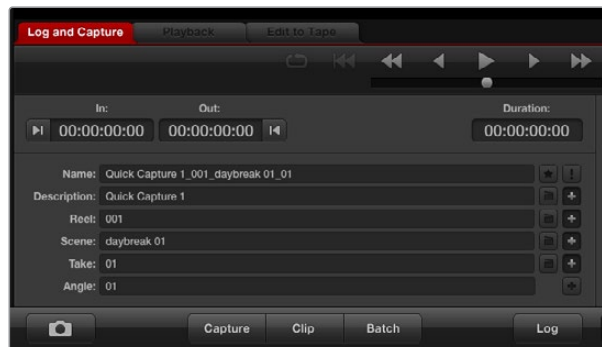 Log and Capture Playback Edit to Tape
In: Out: Duration:
00:00:00:00 00:00:00:00 00:00:00:00
Name: Quick Capture 1_001_daybreak 01_01
Description: Quick Capture 1
Reel: 001
Scene: daybreak 01
Take: 01
Angle: 01
Capture Clip Batch Log